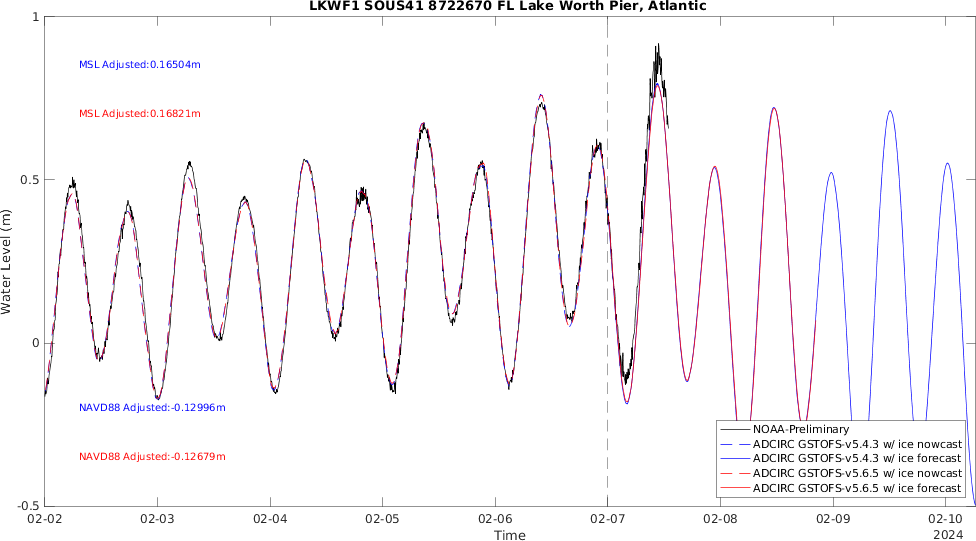 LKWF1 SOUS41 8722670 FL Lake Worth Pier, Atlantic
1
MSL Adjusted:0.16504m
MSL Adjusted:0.16821m
0.5
Water Level (m)
0
NAVD88 Adjusted:-0.12996m
NAVD88 Adjusted:-0.12679m
NOAA-Preliminary
ADCIRC GSTOFS-v5.4.3 w/ ice nowcast
ADCIRC GSTOFS-v5.4.3 w/ ice forecast
ADCIRC GSTOFS-v5.6.5 w/ ice nowcast
ADCIRC GSTOFS-v5.6.5 w/ ice forecast
-0.5
02-02 02-03 02-04 02-05 02-06 02-07 02-08 02-09 02-10
Time 2024